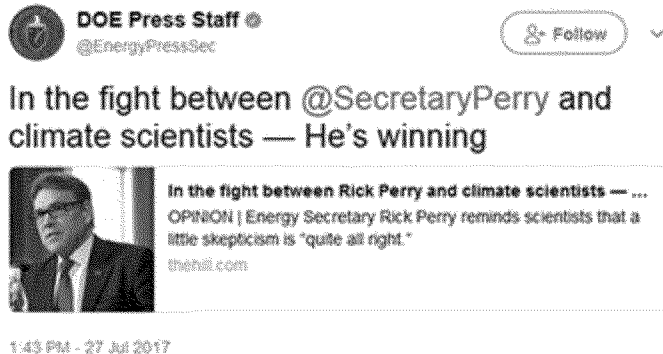 DOE Press Staff
@EnergyPressSec
Follow
In the fight between @SecretaryPerry and
climate scientists — He's winning
In the fight between Rick Perry and climate scientists — ...
OPINION | Energy Secretary Rick Perry reminds scientists that a
little skepticism is "quite all right."
thehill.com
1:43 PM - 27 Jul 2017